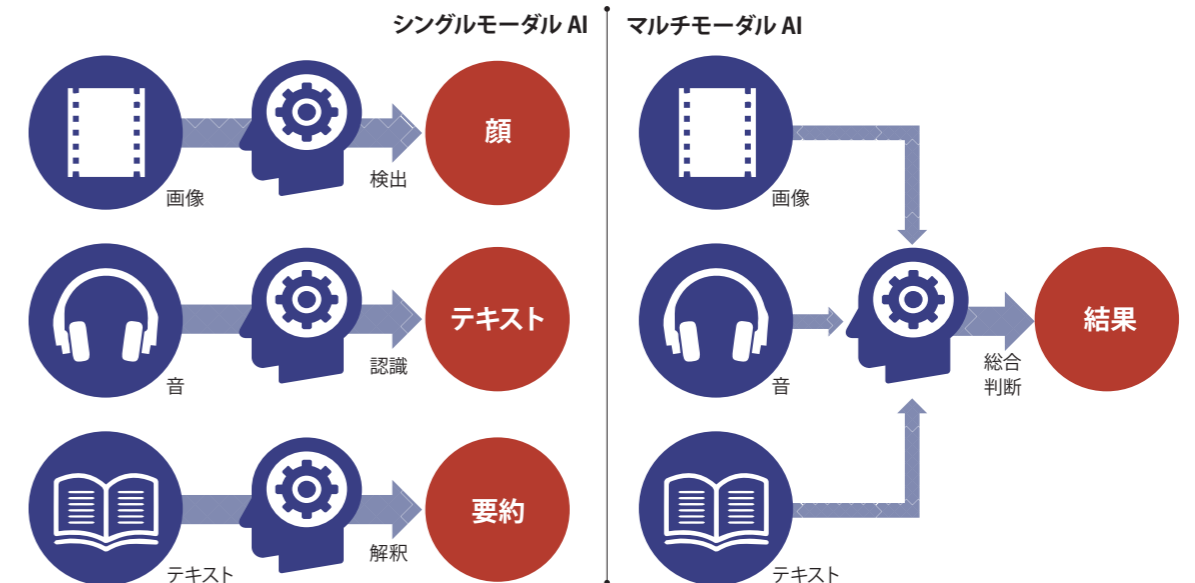 シングルモーダル AI
画像
検出
顔
音
認識
テキスト
テキスト
解釈
要約
マルチモーダル AI
画像
音
テキスト
総合
判断
結果